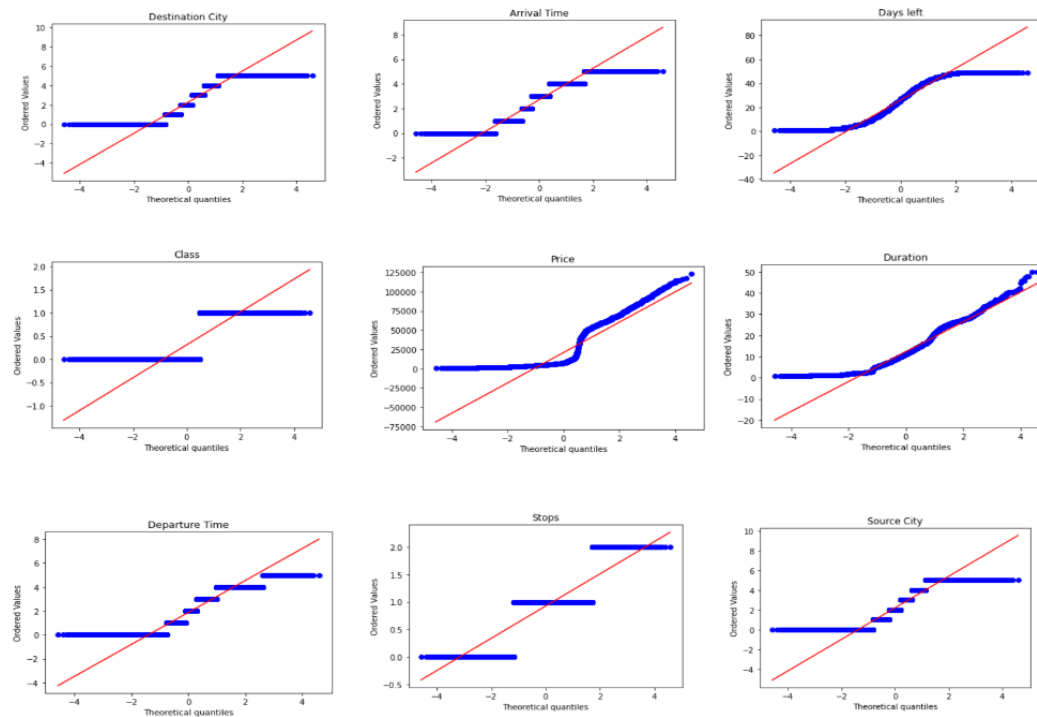 Destination City
Ordered Values
10
8
6
4
2
0
−2
−4
−4 −2 0 2 4
Theoretical quantiles
Arrival Time
Ordered Values
8
6
4
2
0
−2
−4 −2 0 2 4
Theoretical quantiles
Days left
Ordered Values
80
60
40
20
0
−20
−40
−4 −2 0 2 4
Theoretical quantiles
Class
Ordered Values
2.0
1.5
1.0
0.5
0.0
−0.5
−1.0
−4 −2 0 2 4
Theoretical quantiles
Price
Ordered Values
125000
100000
75000
50000
25000
0
−25000
−50000
−75000
−4 −2 0 2 4
Theoretical quantiles
Duration
Ordered Values
50
40
30
20
10
0
−10
−20
−4 −2 0 2 4
Theoretical quantiles
Departure Time
Ordered Values
8
6
4
2
0
−2
−4
−4 −2 0 2 4
Theoretical quantiles
Stops
Ordered Values
2.0
1.5
1.0
0.5
0.0
−0.5
−4 −2 0 2 4
Theoretical quantiles
Source City
Ordered Values
10
8
6
4
2
0
−2
−4
−4 −2 0 2 4
Theoretical quantiles